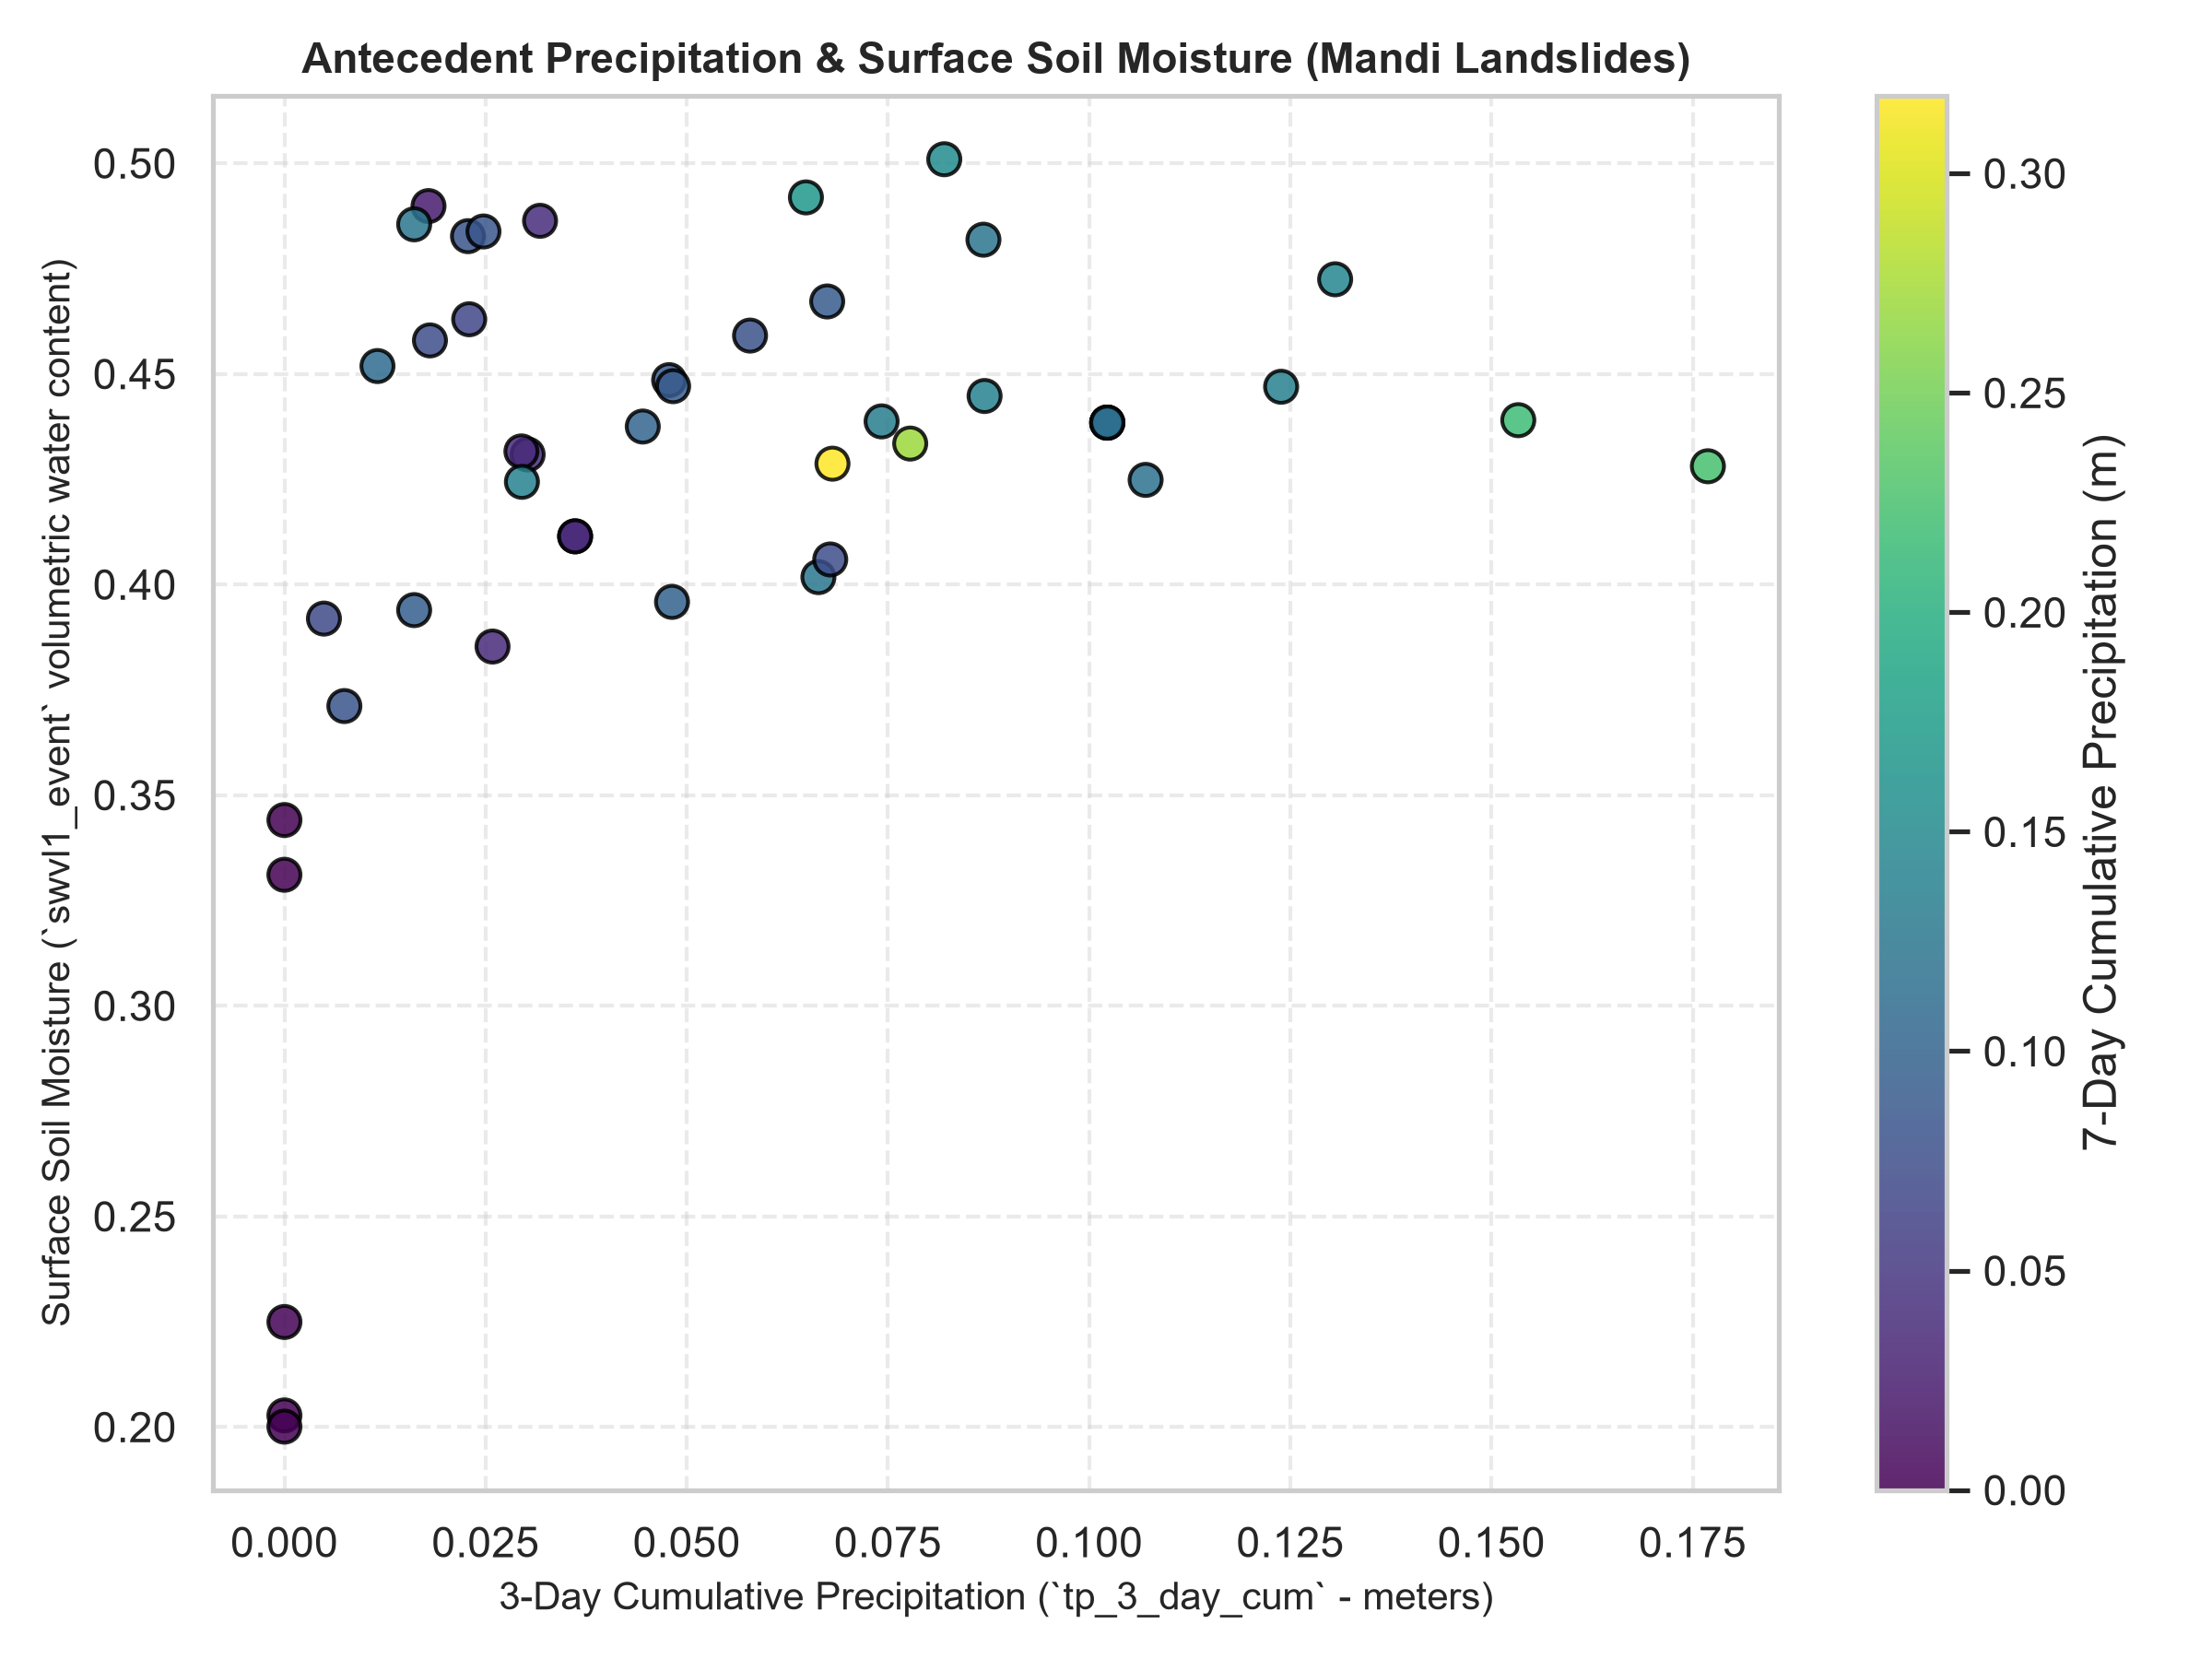 Antecedent Precipitation & Surface Soil Moisture (Mandi Landslides)
Surface Soil Moisture (`swvl1_event` volumetric water content)
0.50
0.45
0.40
0.35
0.30
0.25
0.20
0.000 0.025 0.050 0.075 0.100 0.125 0.150 0.175
3-Day Cumulative Precipitation (`tp_3_day_cum` - meters)
0.30
0.25
0.20
0.15
0.10
0.05
0.00
7-Day Cumulative Precipitation (m)